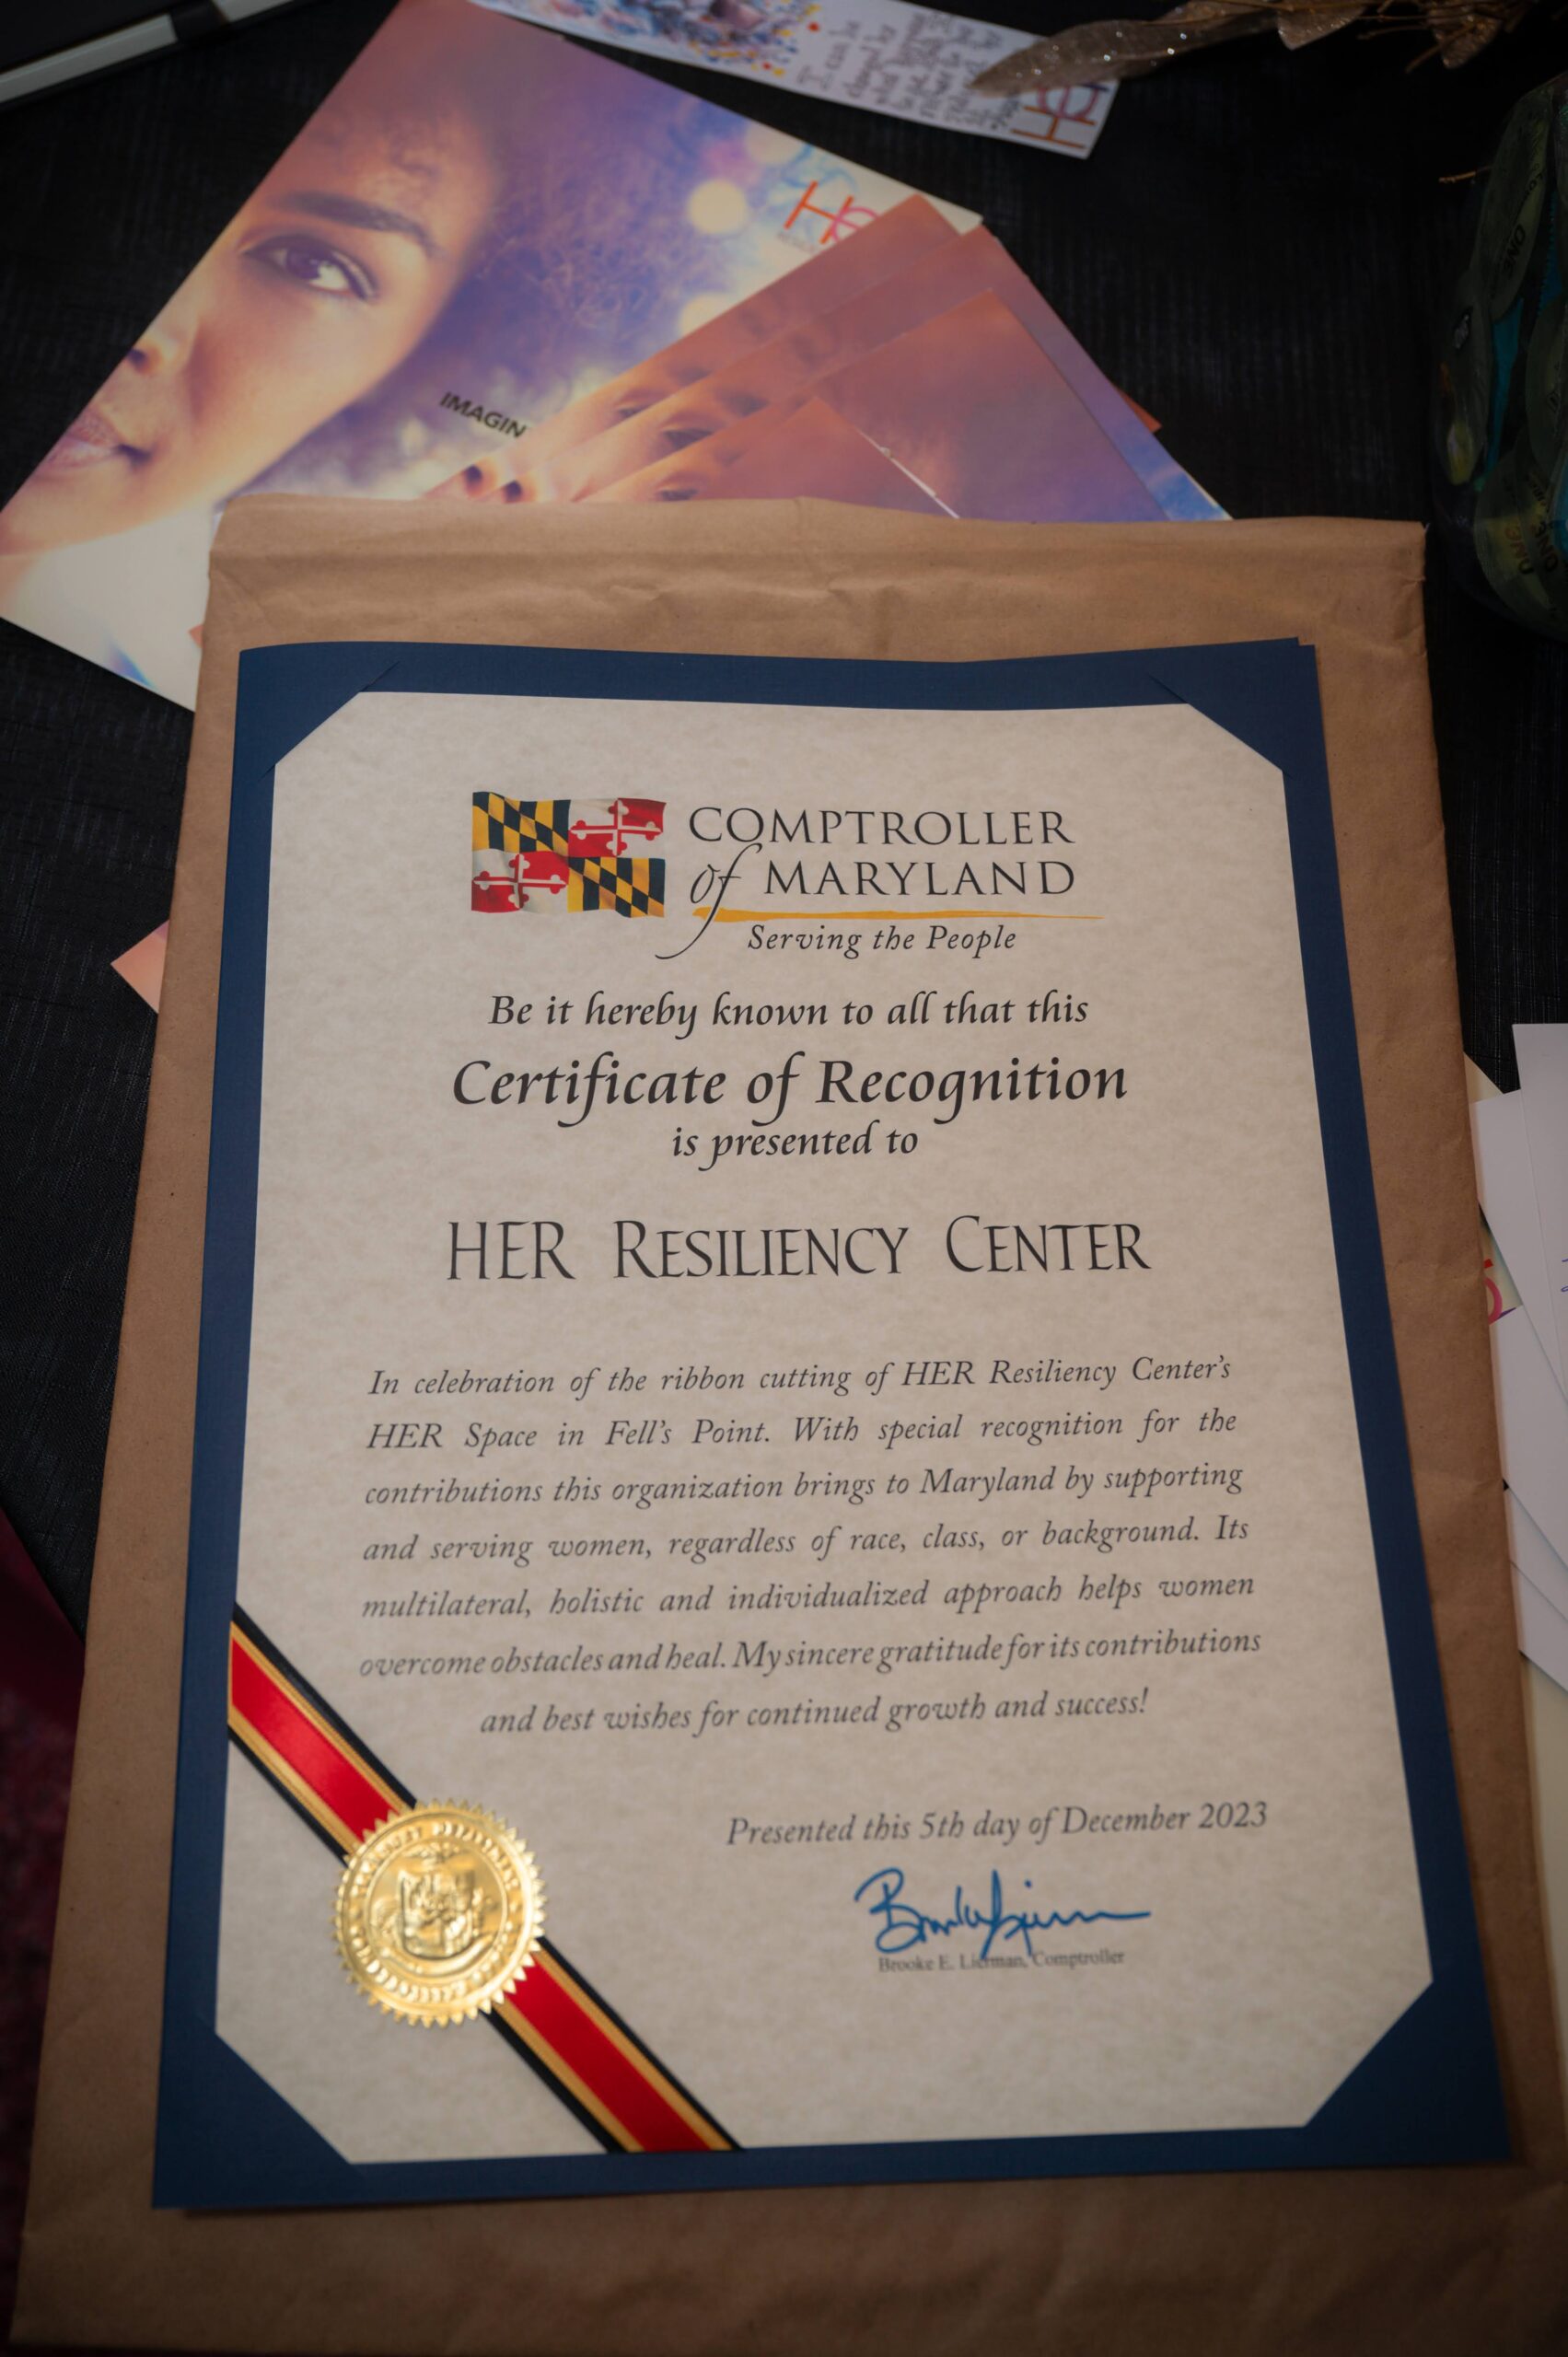 IMAGIN
COMPTROLLER
of MARYLAND
Serving the People
Be it hereby known to all that this
Certificate of Recognition
is presented to
HER RESILIENCY CENTER
In celebration of the ribbon cutting of HER Resiliency Center's
HER Space in Fell's Point. With special recognition for the
contributions this organization brings to Maryland by supporting
and serving women, regardless of race, class, or background. Its
multilateral, holistic and individualized approach helps women
overcome obstacles and heal. My sincere gratitude for its contributions
and best wishes for continued growth and success!
Presented this 5th day of December 2023
Brooke E. Lierman, Comptroller